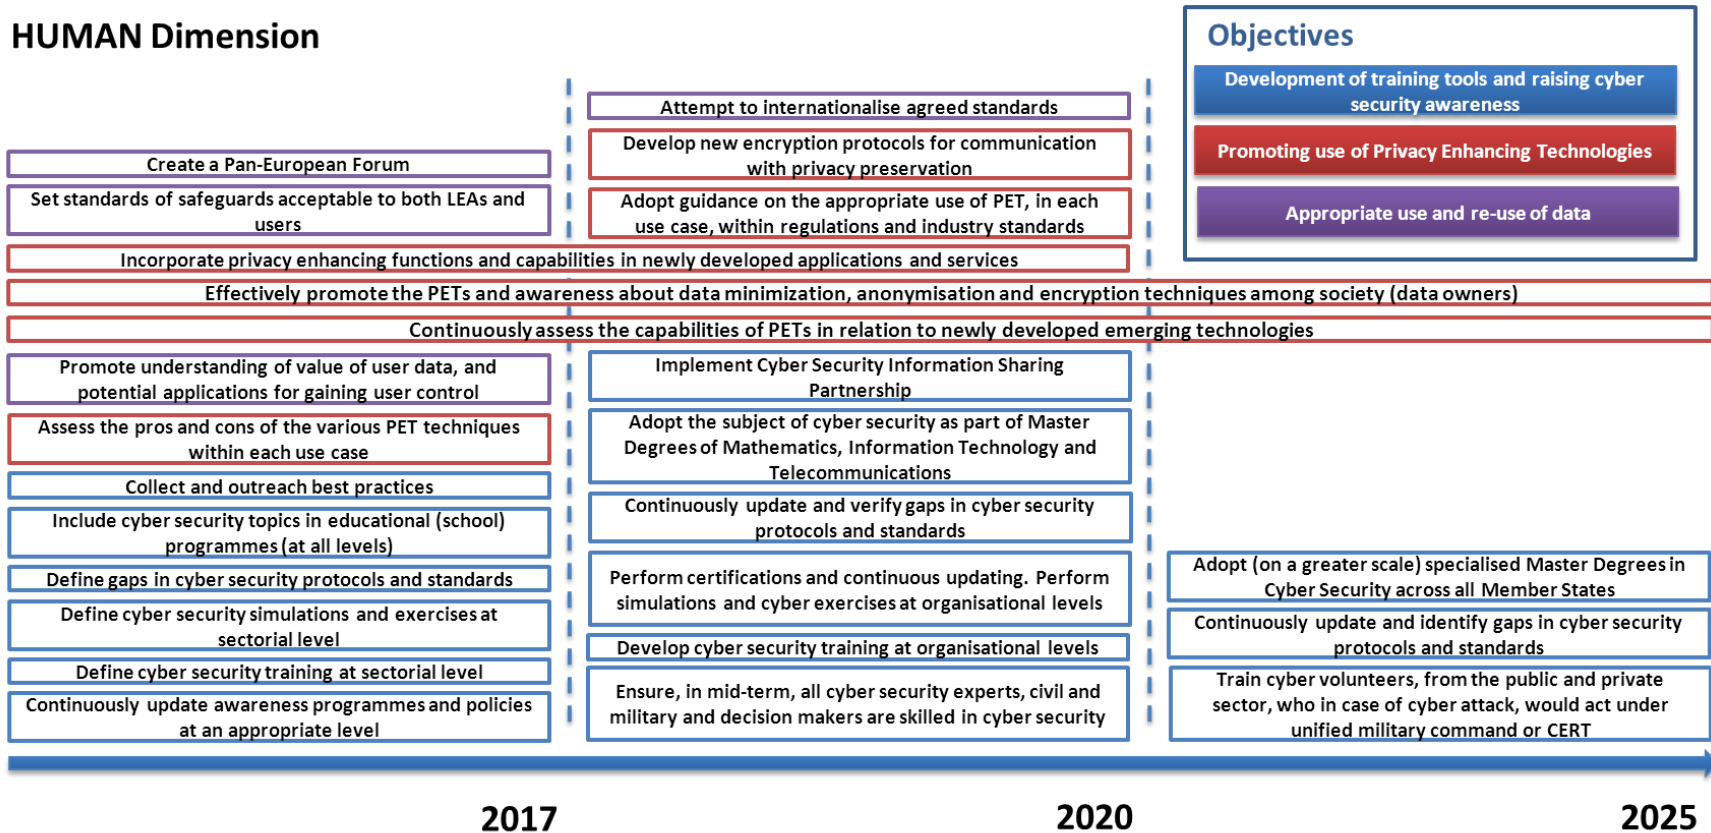 HUMAN Dimension
Objectives
Development of training tools and raising cyber
security awareness
Promoting use of Privacy Enhancing Technologies
Appropriate use and re-use of data
Attempt to internationalise agreed standards
Develop new encryption protocols for communication
with privacy preservation
Create a Pan-European Forum
Set standards of safeguards acceptable to both LEAs and
users
Adopt guidance on the appropriate use of PET, in each
use case, within regulations and industry standards
Incorporate privacy enhancing functions and capabilities in newly developed applications and services
Effectively promote the PETs and awareness about data minimization, anonymisation and encryption techniques among society (data owners)
Continuously assess the capabilities of PETs in relation to newly developed emerging technologies
Promote understanding of value of user data, and
potential applications for gaining user control
Assess the pros and cons of the various PET techniques
within each use case
Collect and outreach best practices
Include cyber security topics in educational (school)
programmes (at all levels)
Define gaps in cyber security protocols and standards
Define cyber security simulations and exercises at
sectorial level
Define cyber security training at sectorial level
Continuously update awareness programmes and policies
at an appropriate level
Implement Cyber Security Information Sharing
Partnership
Adopt the subject of cyber security as part of Master
Degrees of Mathematics, Information Technology and
Telecommunications
Continuously update and verify gaps in cyber security
protocols and standards
Perform certifications and continuous updating. Perform
simulations and cyber exercises at organisational levels
Develop cyber security training at organisational levels
Ensure, in mid-term, all cyber security experts, civil and
military and decision makers are skilled in cyber security
Adopt (on a greater scale) specialised Master Degrees in
Cyber Security across all Member States
Continuously update and identify gaps in cyber security
protocols and standards
Train cyber volunteers, from the public and private
sector, who in case of cyber attack, would act under
unified military command or CERT
2017
2020
2025